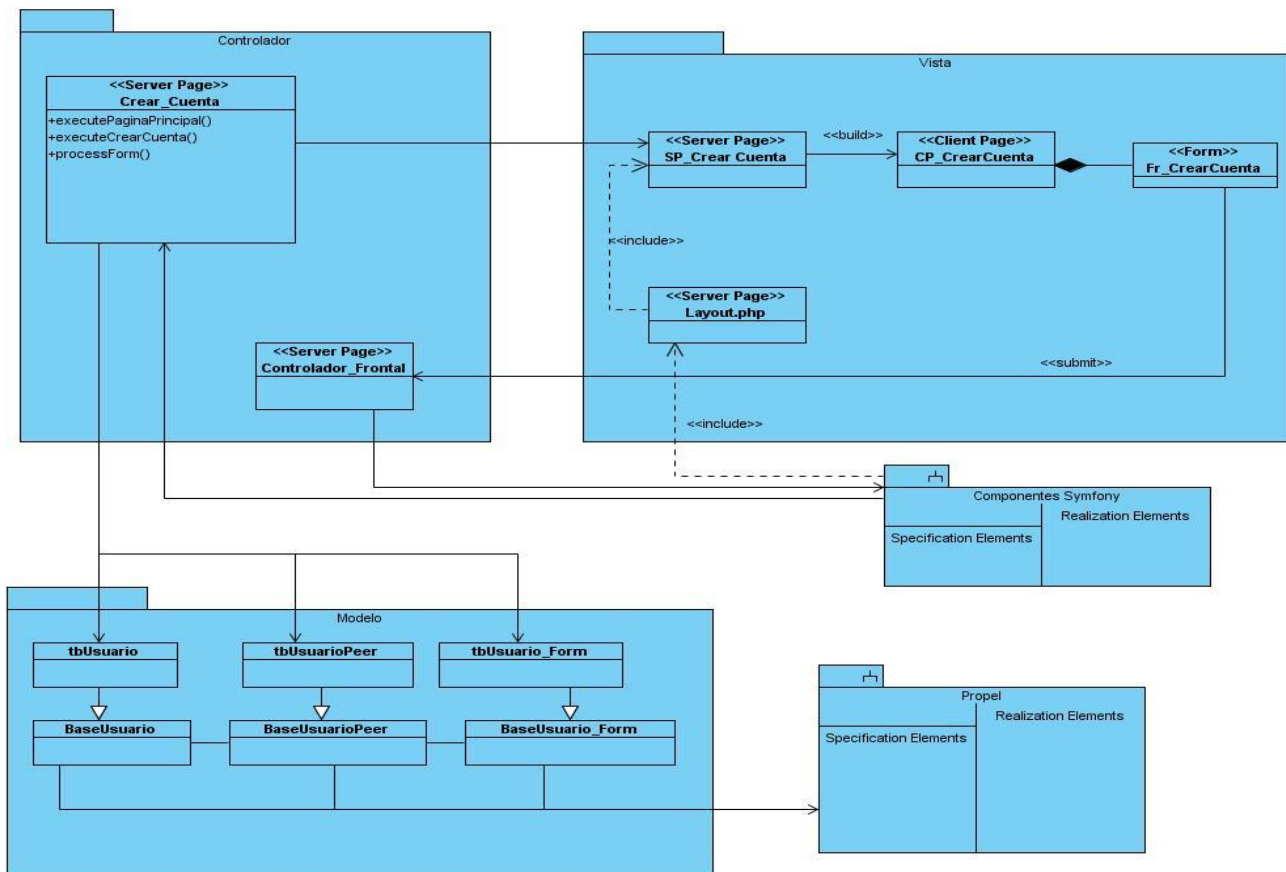 Controlador
<<Server Page>>
Crear_Cuenta
+executePaginaPrincipal()
+executeCrearCuenta()
+processForm()
<<Server Page>>
Controlador_Frontal
Vista
<<Server Page>>
SP_Crear Cuenta
<<build>>
<<Client Page>>
CP_CrearCuenta
<<Form>>
Fr_CrearCuenta
<<include>>
<<Server Page>>
Layout.php
<<submit>>
<<include>>
Componentes Symfony
Specification Elements
Realization Elements
Modelo
tbUsuario
tbUsuarioPeer
tbUsuario_Form
BaseUsuario
BaseUsuarioPeer
BaseUsuario_Form
Propel
Specification Elements
Realization Elements